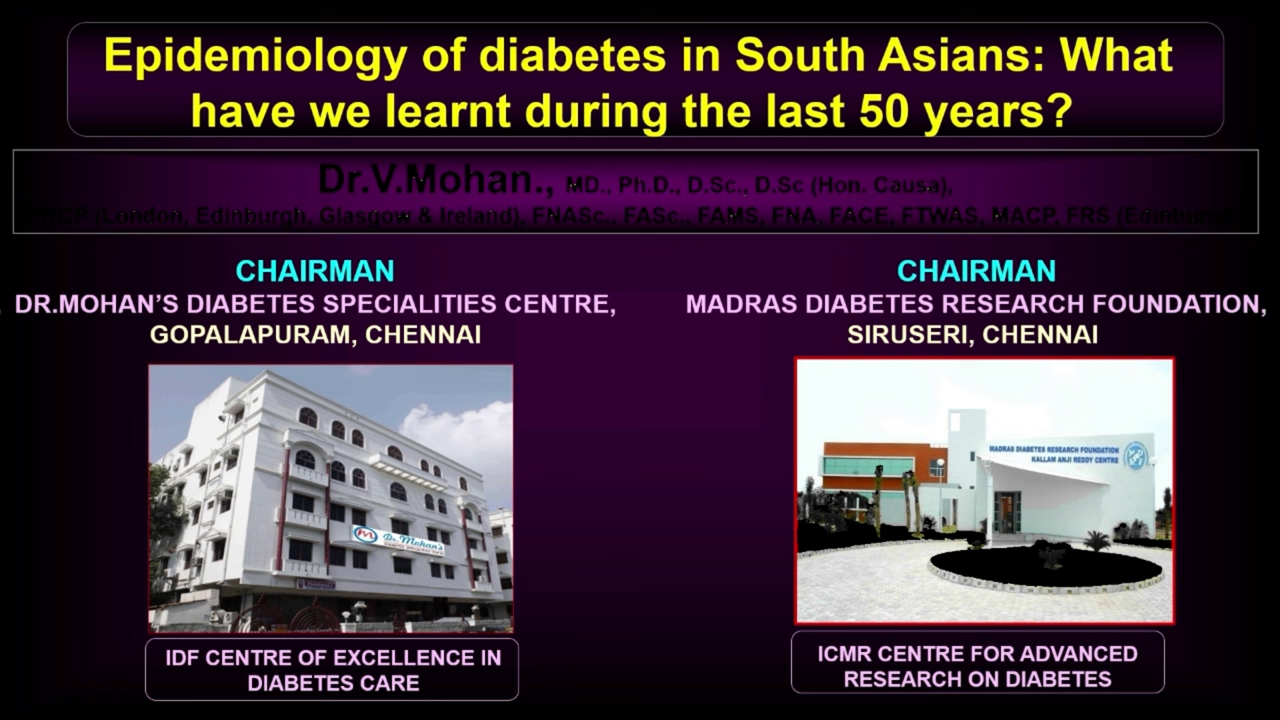 Epidemiology of diabetes in South Asians: What
have we learnt during the last 50 years?
Dr.V.Mohan., MD., Ph.D., D.Sc., D.Sc (Hon. Causa),
(London, Edinburgh, Glasgow & Ireland), FNASc., FASc., FAMS, FNA, FACE, FTWAS, MACP, FRS (Edinburgh)
CHAIRMAN
DR.MOHAN’S DIABETES SPECIALITIES CENTRE,
GOPALAPURAM, CHENNAI
CHAIRMAN
MADRAS DIABETES RESEARCH FOUNDATION,
SIRUSERI, CHENNAI
Dr. Mohan's
MADRAS DIABETES RESEARCH FOUNDATION
KALLAM ANJI REDDY CENTRE
IDF CENTRE OF EXCELLENCE IN
DIABETES CARE
ICMR CENTRE FOR ADVANCED
RESEARCH ON DIABETES